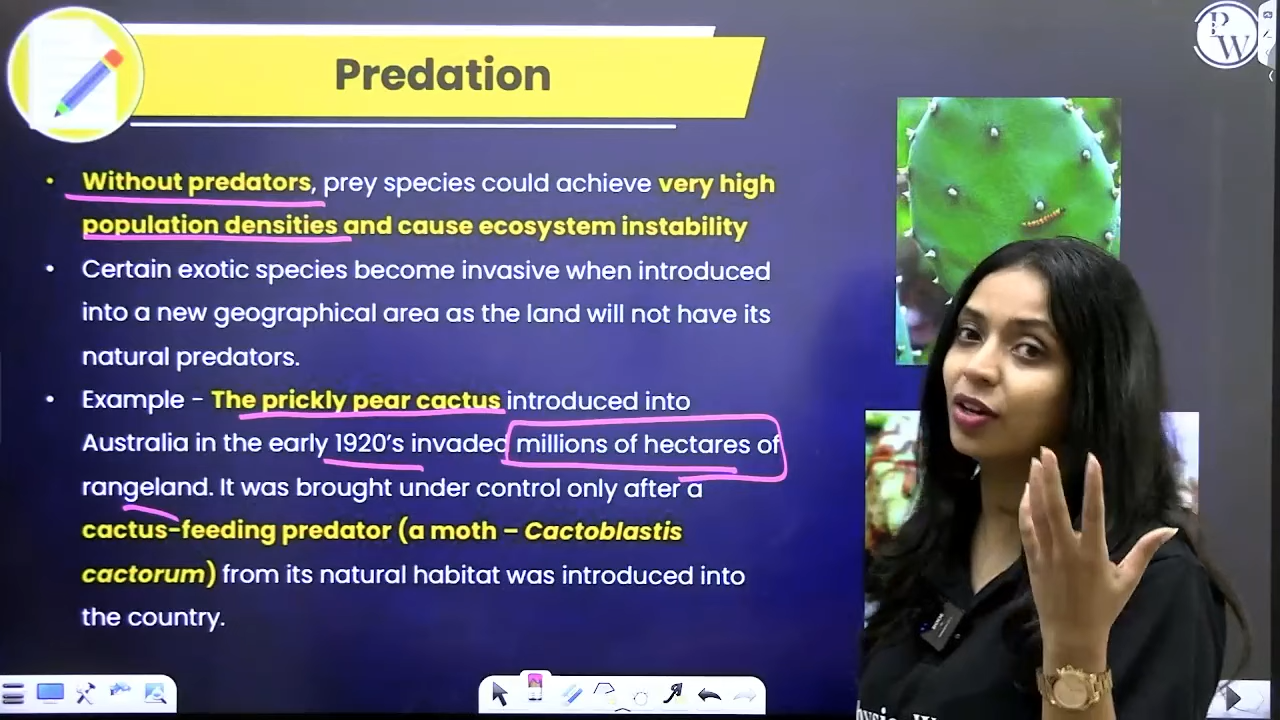 Predation
PW
• Without predators, prey species could achieve very high
population densities and cause ecosystem instability
• Certain exotic species become invasive when introduced
into a new geographical area as the land will not have its
natural predators.
• Example - The prickly pear cactus introduced into
Australia in the early 1920's invaded millions of hectares of
rangeland. It was brought under control only after a
cactus-feeding predator (a moth – Cactoblastis
cactorum) from its natural habitat was introduced into
the country.